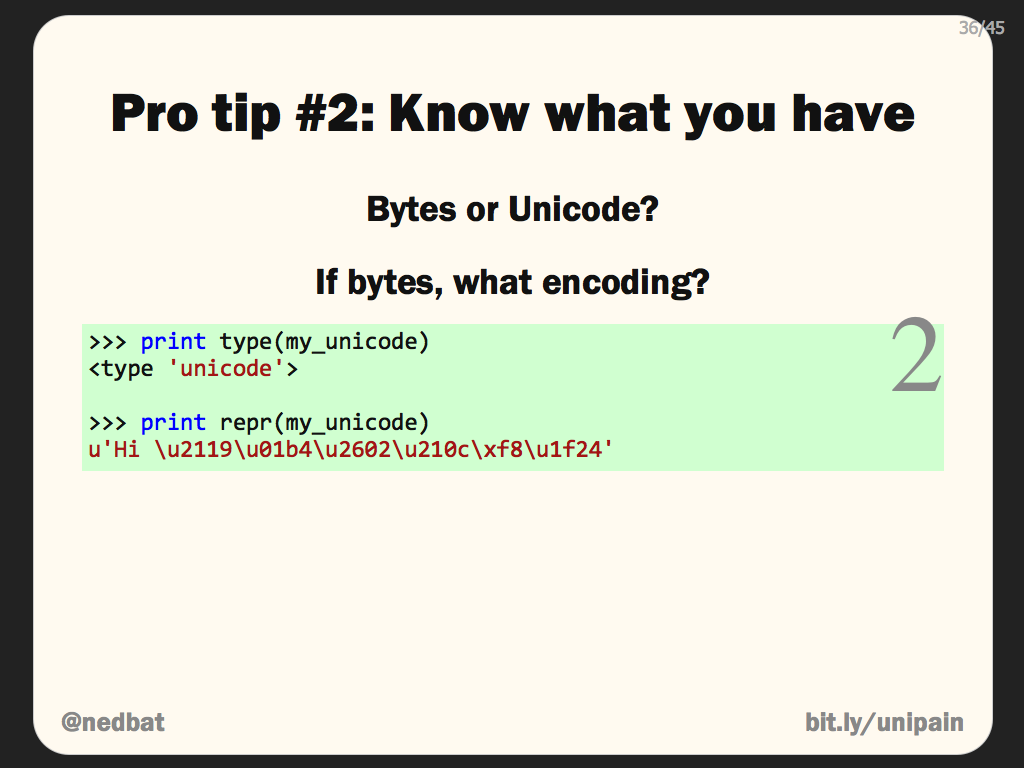 36/45
Pro tip #2: Know what you have
Bytes or Unicode?
If bytes, what encoding?
2
>>> print type(my_unicode)
<type 'unicode'>
>>> print repr(my_unicode)
u'Hi \u2119\u01b4\u2602\u210c\xf8\u1f24'
@nedbat
bit.ly/unipain